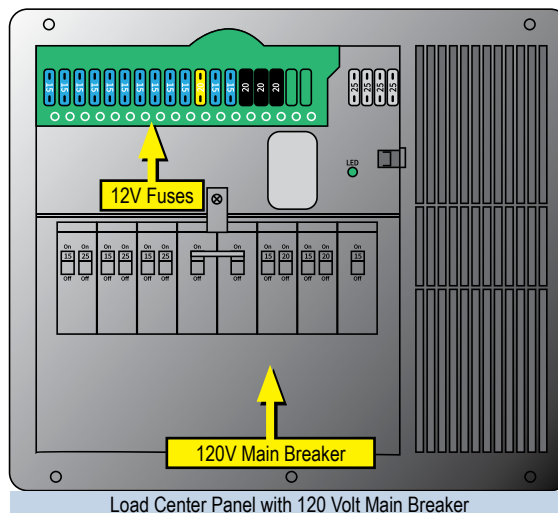 15 15 15 15 15 15 15 15 15 15 15 15 20 20 20 25 25 25 25
LED
12V Fuses
On On On On On On On On On On On On On
15 25 15 25 15 25 15 20 15 20 15
Off Off Off Off Off Off Off Off Off Off Off Off Off
120V Main Breaker
Load Center Panel with 120 Volt Main Breaker